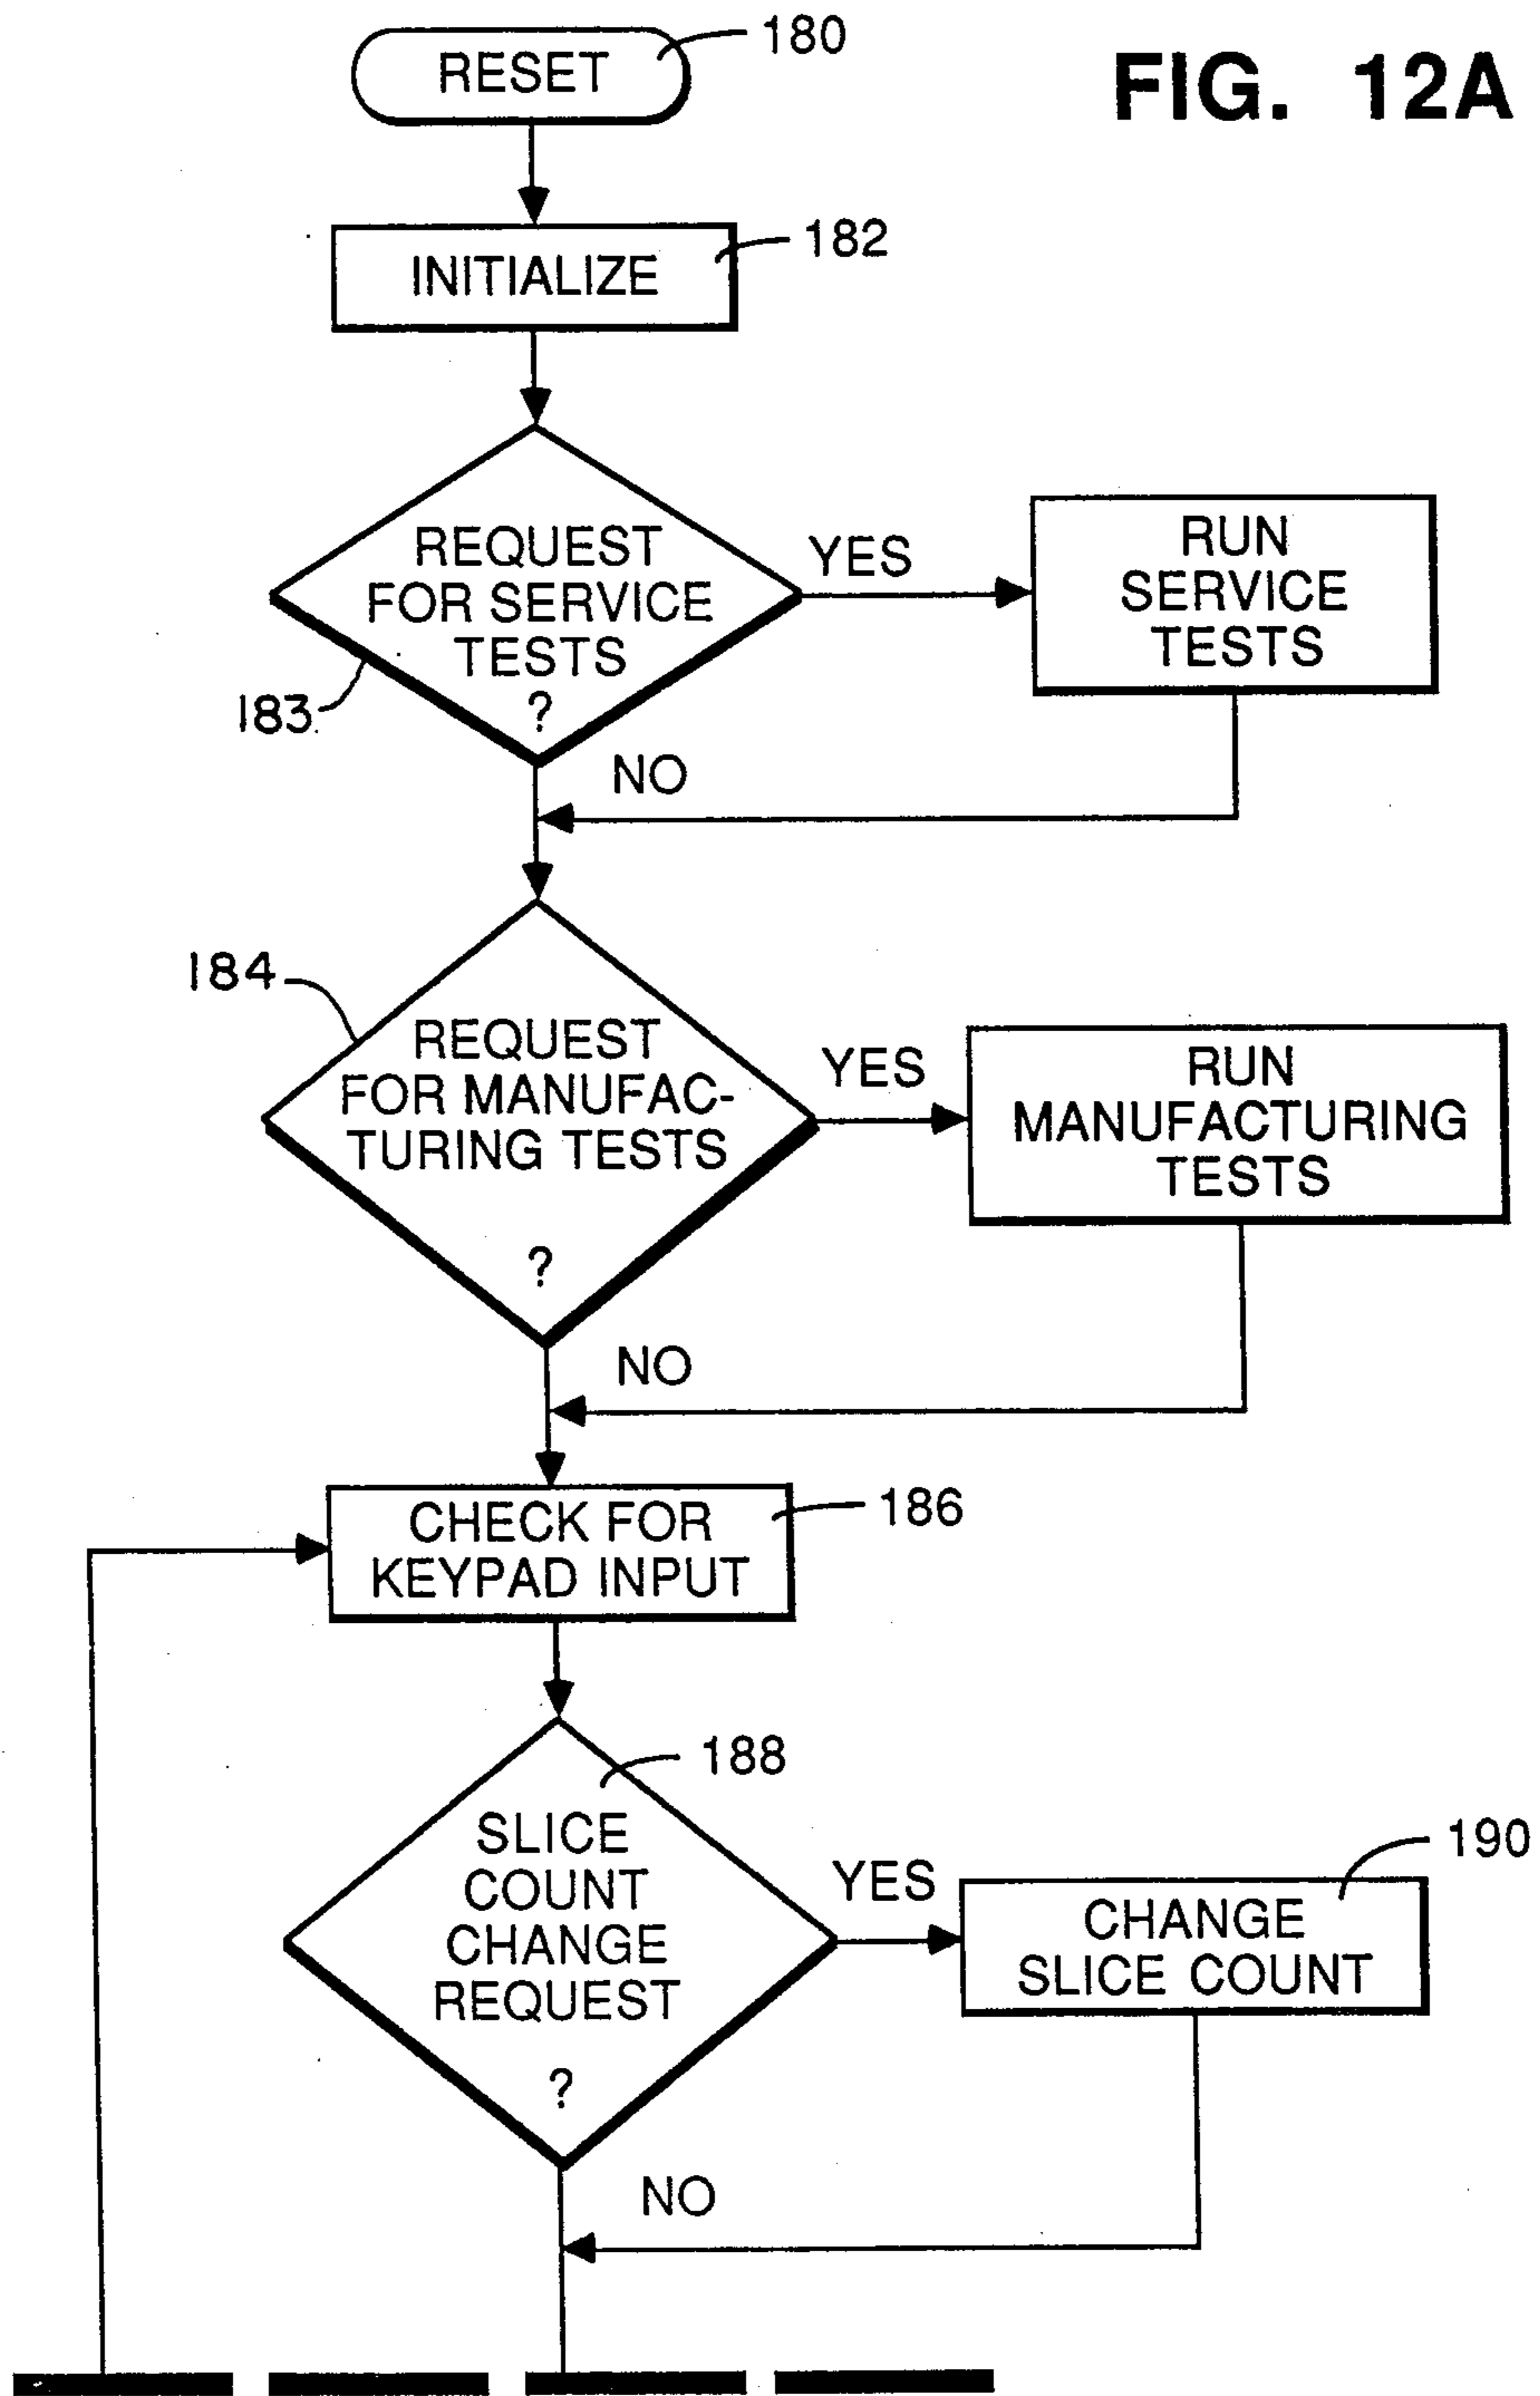 180
RESET
FIG. 12A
182
INITIALIZE
REQUEST
FOR SERVICE
TESTS
?
183
YES
RUN
SERVICE
TESTS
NO
184
REQUEST
FOR MANUFAC-
TURING TESTS
?
YES
RUN
MANUFACTURING
TESTS
NO
CHECK FOR
KEYPAD INPUT
186
188
SLICE
COUNT
CHANGE
REQUEST
?
YES
190
CHANGE
SLICE COUNT
NO